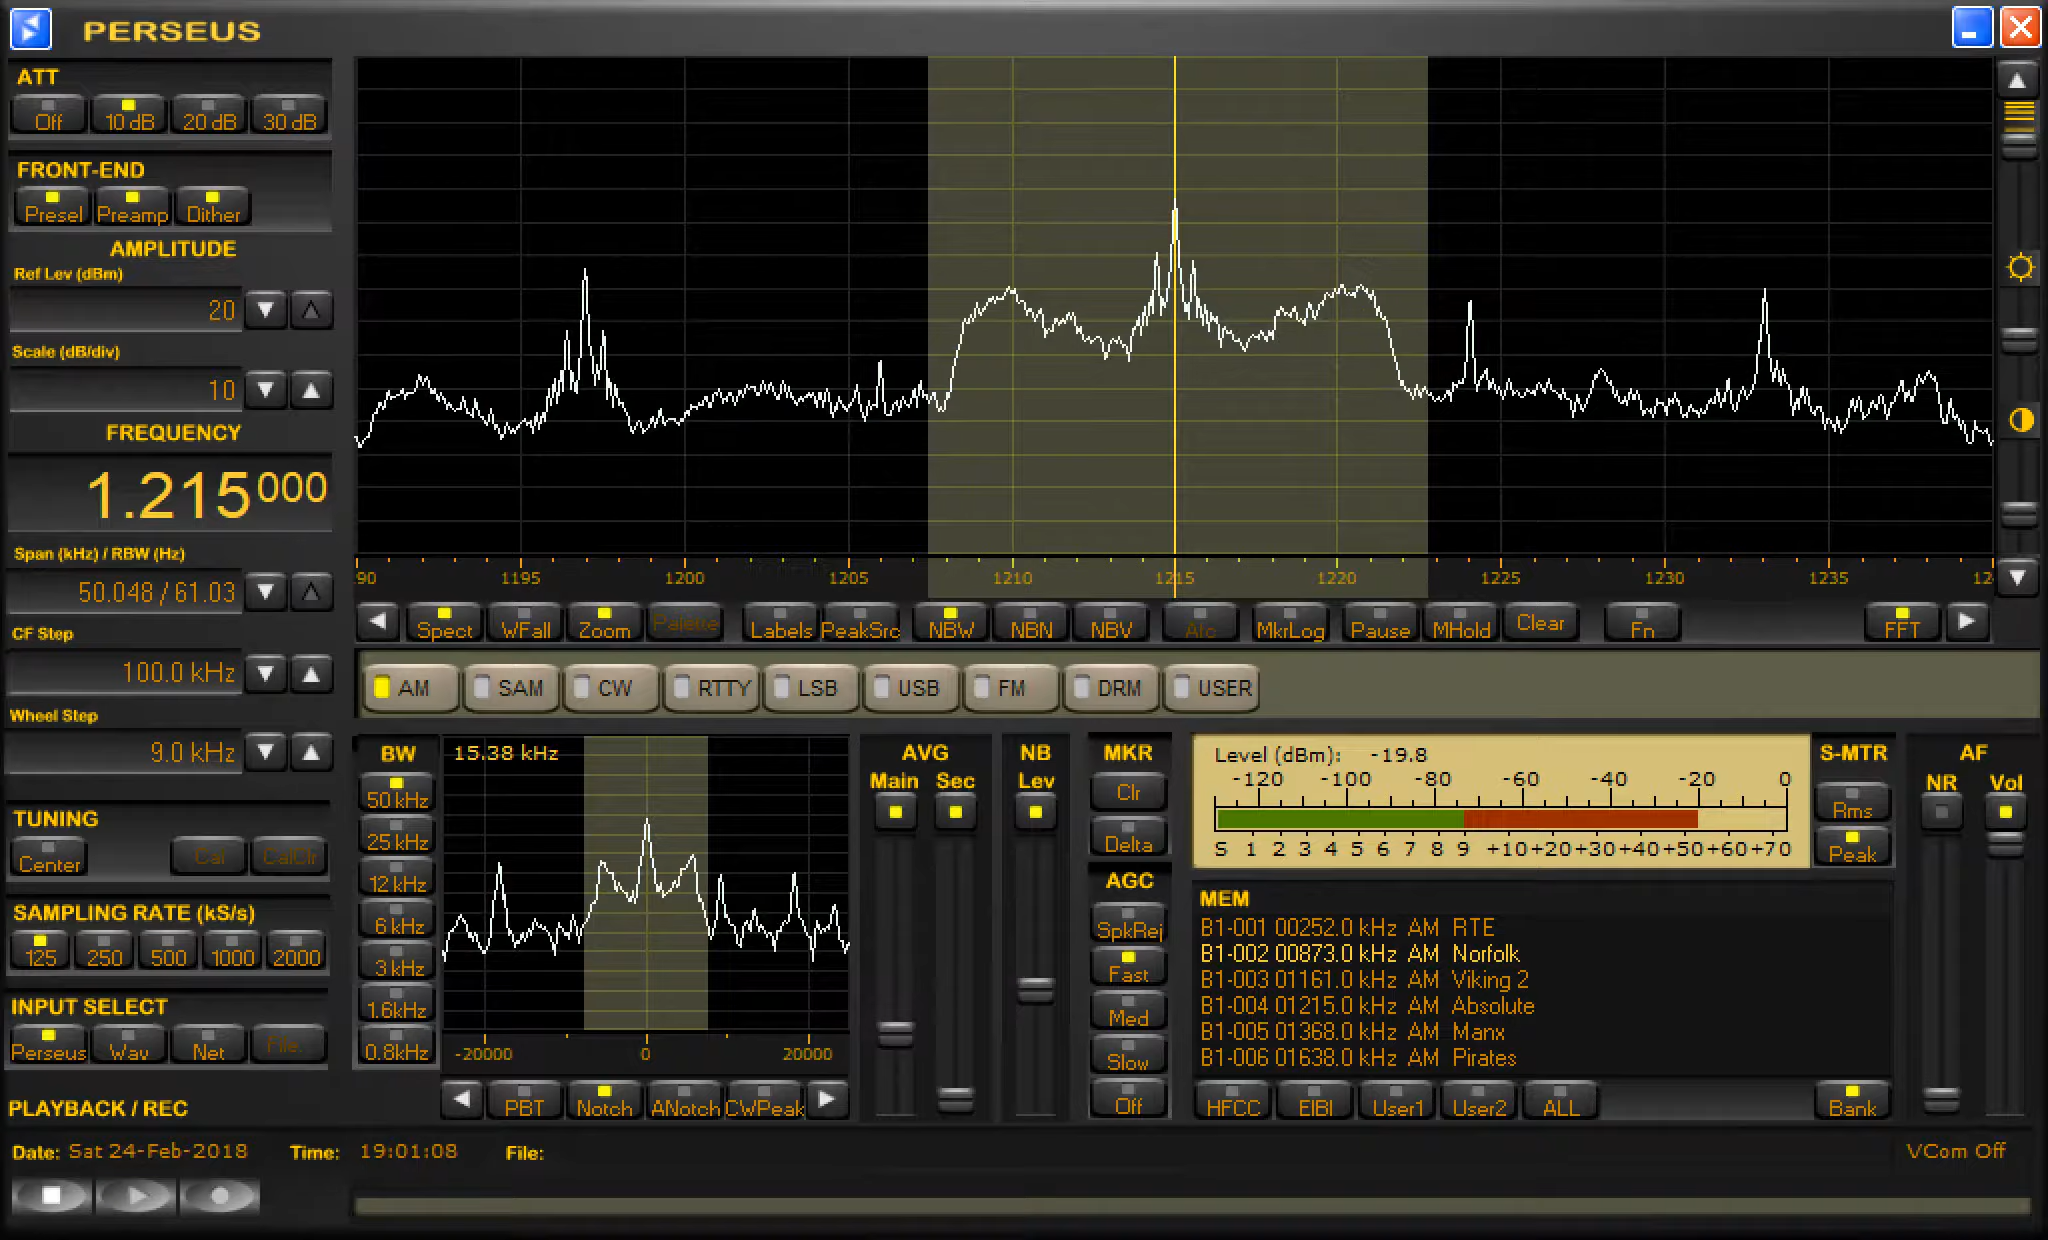 PERSEUS
ATT
Off 10 dB 20 dB 30 dB
FRONT-END
Presel Preamp Dither
AMPLITUDE
Ref Lev (dBm)
20
Scale (dB/div)
10
FREQUENCY
1.215000
Span (kHz) / RBW (Hz)
50.048 / 61.03
CF Step
100.0 kHz
Wheel Step
9.0 kHz
TUNING
Center Cal CalClr
SAMPLING RATE (kS/s)
125 250 500 1000 2000
INPUT SELECT
Perseus Wav Net File
PLAYBACK / REC
90 1195 1200 1205 1210 1215 1220 1225 1230 1235 12
Spect WFall Zoom Palette Labels PeakSrc NBW NBN NBV Atc MkrLog Pause MHold Clear Fn FFT
AM SAM CW RTTY LSB USB FM DRM USER
BW
50 kHz
25 kHz
12 kHz
6 kHz
3 kHz
1.6kHz
0.8kHz
15.38 kHz
-20000 0 20000
PBT Notch ANotch CWPeak
AVG
Main Sec
NB
Lev
MKR
Clr
Delta
AGC
SpkRej
Fast
Med
Slow
Off
Level (dBm): -19.8
-120 -100 -80 -60 -40 -20 0
S 1 2 3 4 5 6 7 8 9 +10+20+30+40+50+60+70
S-MTR
Rms
Peak
AF
NR Vol
MEM
B1-001 00252.0 kHz AM RTE
B1-002 00873.0 kHz AM Norfolk
B1-003 01161.0 kHz AM Viking 2
B1-004 01215.0 kHz AM Absolute
B1-005 01368.0 kHz AM Manx
B1-006 01638.0 kHz AM Pirates
HFCC EIBI User1 User2 ALL Bank
Date: Sat 24-Feb-2018 Time: 19:01:08 File:
VCom Off